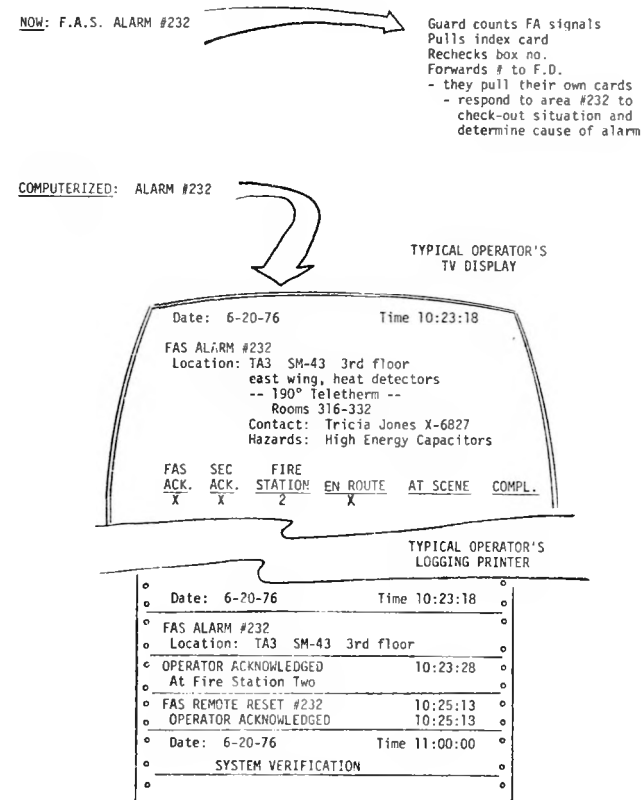 NOW: F.A.S. ALARM #232
Guard counts FA signals
Pulls index card
Rechecks box no.
Forwards # to F.D.
- they pull their own cards
- respond to area #232 to
check-out situation and
determine cause of alarm
COMPUTERIZED: ALARM #232
TYPICAL OPERATOR'S
TV DISPLAY
Date: 6-20-76 Time 10:23:18
FAS ALARM #232
Location: TA3 SM-43 3rd floor
east wing, heat detectors
-- 190° Teletherm --
Rooms 316-332
Contact: Tricia Jones X-6827
Hazards: High Energy Capacitors
FAS SEC FIRE
ACK. ACK. STATION EN ROUTE AT SCENE COMPL.
X X 2 X
TYPICAL OPERATOR'S
LOGGING PRINTER
Date: 6-20-76 Time 10:23:18
FAS ALARM #232
Location: TA3 SM-43 3rd floor
OPERATOR ACKNOWLEDGED 10:23:28
At Fire Station Two
FAS REMOTE RESET #232 10:25:13
OPERATOR ACKNOWLEDGED 10:25:13
Date: 6-20-76 Time 11:00:00
SYSTEM VERIFICATION